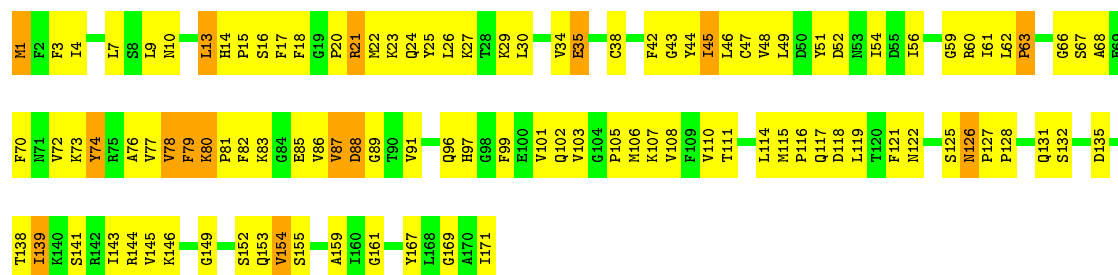 M1 F2 F3 I4 L7 S8 L9 N10 L13 H14 P15 S16 F17 F18 G19 P20 R21 M22 K23 Q24 Y25 L26 K27 T28 K29 L30 V34 E35 C38 F42 G43 Y44 I45 L46 C47 V48 L49 D50 Y51 D52 N53 I54 D55 I56 G59 R60 I61 L62 P63 G66 S67 A68
F70 N71 V72 K73 Y74 R75 A76 V77 V78 F79 K80 P81 F82 K83 G84 E85 V86 V87 D88 G89 T90 V91 Q96 H97 G98 F99 E100 V101 Q102 V103 G104 P105 M106 K107 V108 F109 V110 T111 L114 M115 P116 Q117 D118 L119 T120 F121 N122 S125 N126 P127 P128 Q131 S132 D135
T138 I139 K140 S141 R142 I143 R144 V145 K146 G149 S152 Q153 V154 S155 A159 I160 G161 Y167 L168 G169 A170 I171